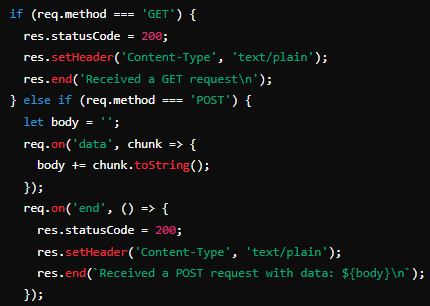 if (req.method === 'GET') {
  res.statusCode = 200;
  res.setHeader('Content-Type', 'text/plain');
  res.end('Received a GET request\n');
} else if (req.method === 'POST') {
  let body = '';
  req.on('data', chunk => {
    body += chunk.toString();
  });
  req.on('end', () => {
    res.statusCode = 200;
    res.setHeader('Content-Type', 'text/plain');
    res.end(`Received a POST request with data: ${body}\n`);
  });